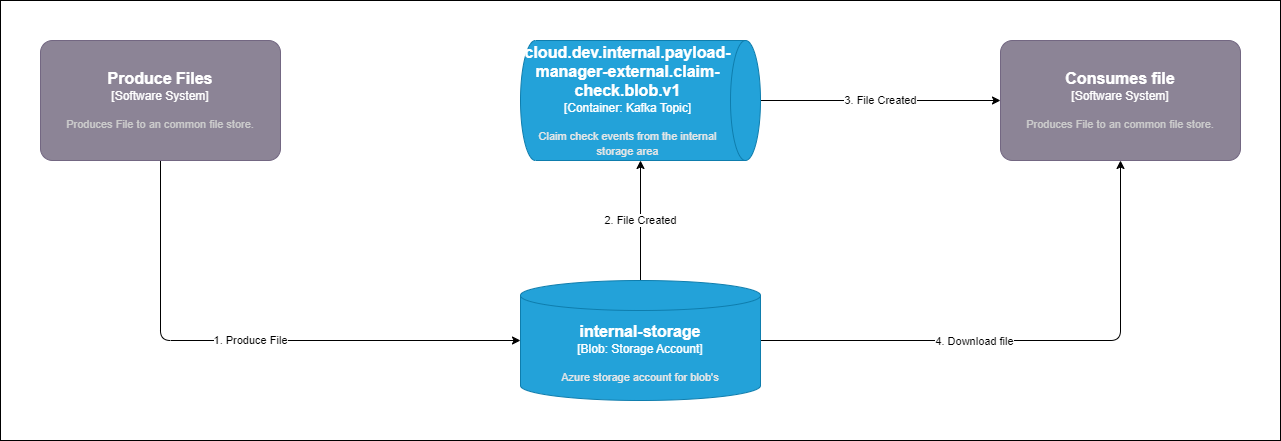 Produce Files
[Software System]
Produces File to an common file store.
cloud.dev.internal.payload-
manager-external.claim-
check.blob.v1
[Container: Kafka Topic]
Claim check events from the internal
storage area
3. File Created
Consumes file
[Software System]
Produces File to an common file store.
2. File Created
1. Produce File
internal-storage
[Blob: Storage Account]
Azure storage account for blob's
4. Download file